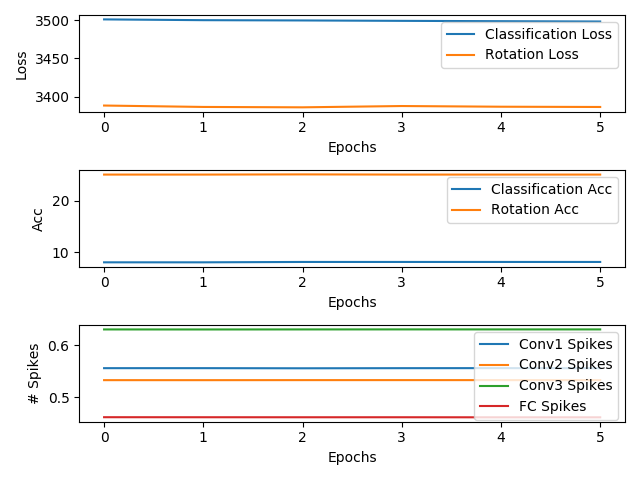 3500
3450
3400
Loss
Classification Loss
Rotation Loss
0 1 2 3 4 5
Epochs
20
10
Acc
Classification Acc
Rotation Acc
0 1 2 3 4 5
Epochs
0.6
0.5
# Spikes
Conv1 Spikes
Conv2 Spikes
Conv3 Spikes
FC Spikes
0 1 2 3 4 5
Epochs